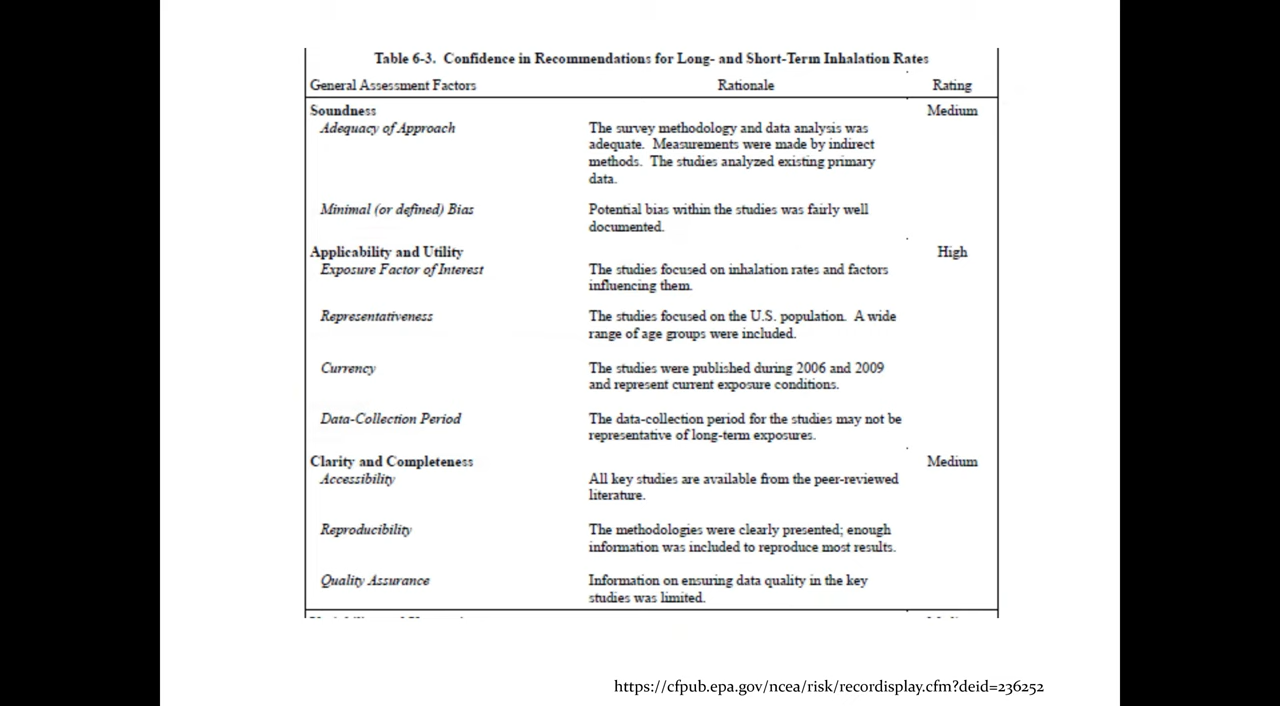 Table 6-3. Confidence in Recommendations for Long- and Short-Term Inhalation Rates
General Assessment Factors Rationale Rating
Soundness Medium
Adequacy of Approach The survey methodology and data analysis was
adequate. Measurements were made by indirect
methods. The studies analyzed existing primary
data.
Minimal (or defined) Bias Potential bias within the studies was fairly well
documented.
Applicability and Utility High
Exposure Factor of Interest The studies focused on inhalation rates and factors
influencing them.
Representativeness The studies focused on the U.S. population. A wide
range of age groups were included.
Currency The studies were published during 2006 and 2009
and represent current exposure conditions.
Data-Collection Period The data-collection period for the studies may not be
representative of long-term exposures.
Clarity and Completeness Medium
Accessibility All key studies are available from the peer-reviewed
literature.
Reproducibility The methodologies were clearly presented; enough
information was included to reproduce most results.
Quality Assurance Information on ensuring data quality in the key
studies was limited.
https://cfpub.epa.gov/ncea/risk/recordisplay.cfm?deid=236252